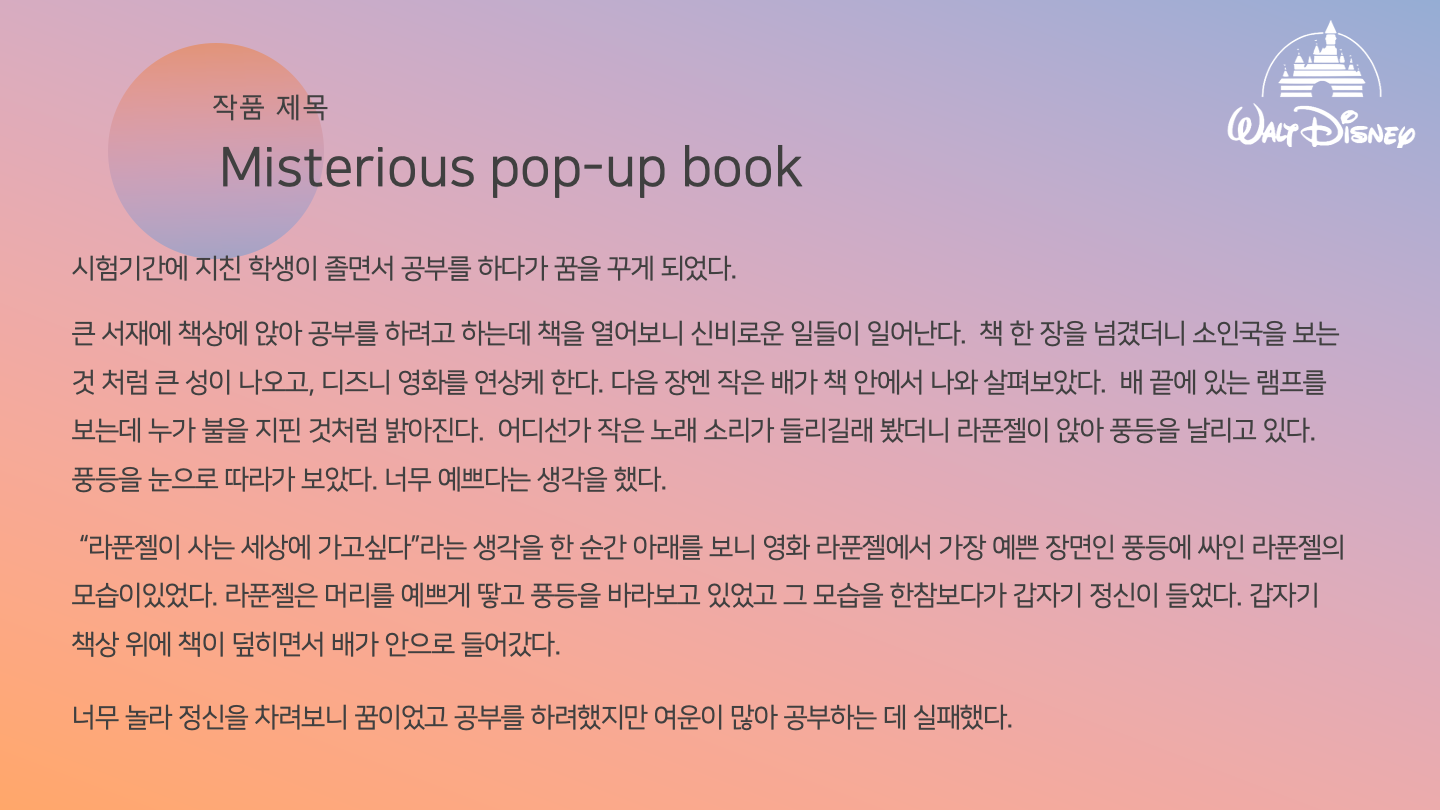 작품 제목
Misterious pop-up book
WALT DISNEY
시험기간에 지친 학생이 졸면서 공부를 하다가 꿈을 꾸게 되었다.
큰 서재에 책상에 앉아 공부를 하려고 하는데 책을 열어보니 신비로운 일들이 일어난다.  책 한 장을 넘겼더니 소인국을 보는
것 처럼 큰 성이 나오고, 디즈니 영화를 연상케 한다. 다음 장엔 작은 배가 책 안에서 나와 살펴보았다.  배 끝에 있는 램프를
보는데 누가 불을 지핀 것처럼 밝아진다.  어디선가 작은 노래 소리가 들리길래 봤더니 라푼젤이 앉아 풍등을 날리고 있다.
풍등을 눈으로 따라가 보았다. 너무 예쁘다는 생각을 했다.
“라푼젤이 사는 세상에 가고싶다”라는 생각을 한 순간 아래를 보니 영화 라푼젤에서 가장 예쁜 장면인 풍등에 싸인 라푼젤의
모습이있었다. 라푼젤은 머리를 예쁘게 땋고 풍등을 바라보고 있었고 그 모습을 한참보다가 갑자기 정신이 들었다. 갑자기
책상 위에 책이 덮히면서 배가 안으로 들어갔다.
너무 놀라 정신을 차려보니 꿈이었고 공부를 하려했지만 여운이 많아 공부하는 데 실패했다.